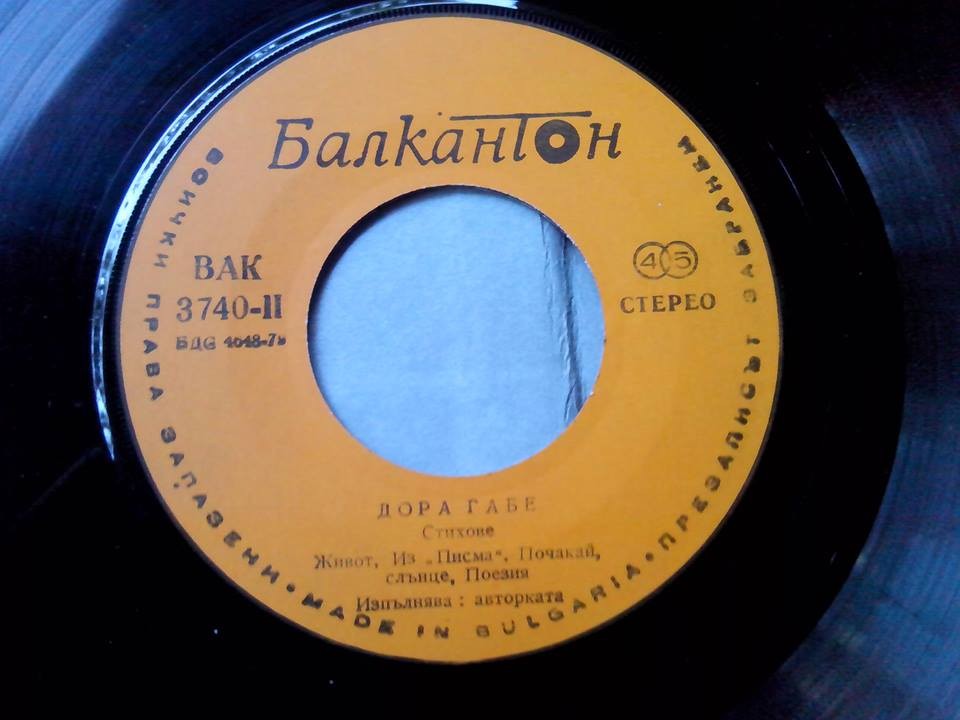 Балкантон
ВАК
3740-II
БДС 4048-73
45
СТЕРЕО
ДОРА ГАБЕ
Стихове
Живот, Из „Писма“, Почакай,
слънце, Поезия
Изпълнява : авторката
ВСИЧКИ ПРАВА ЗАПАЗЕНИ • MADE IN BULGARIA • ПРЕЗАПИСЪТ ЗАБРАНЕН